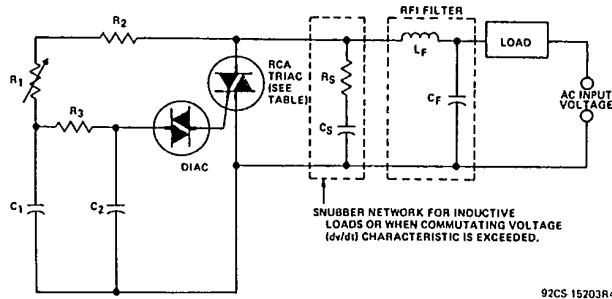 RFI FILTER
R2
LF
LOAD
RCA
TRIAC
(SEE
TABLE)
R1
RS
CF
AC INPUT
VOLTAGE
R3
CS
DIAC
C1
C2
SNUBBER NETWORK FOR INDUCTIVE
LOADS OR WHEN COMMUTATING VOLTAGE
(dv/dt) CHARACTERISTIC IS EXCEEDED.